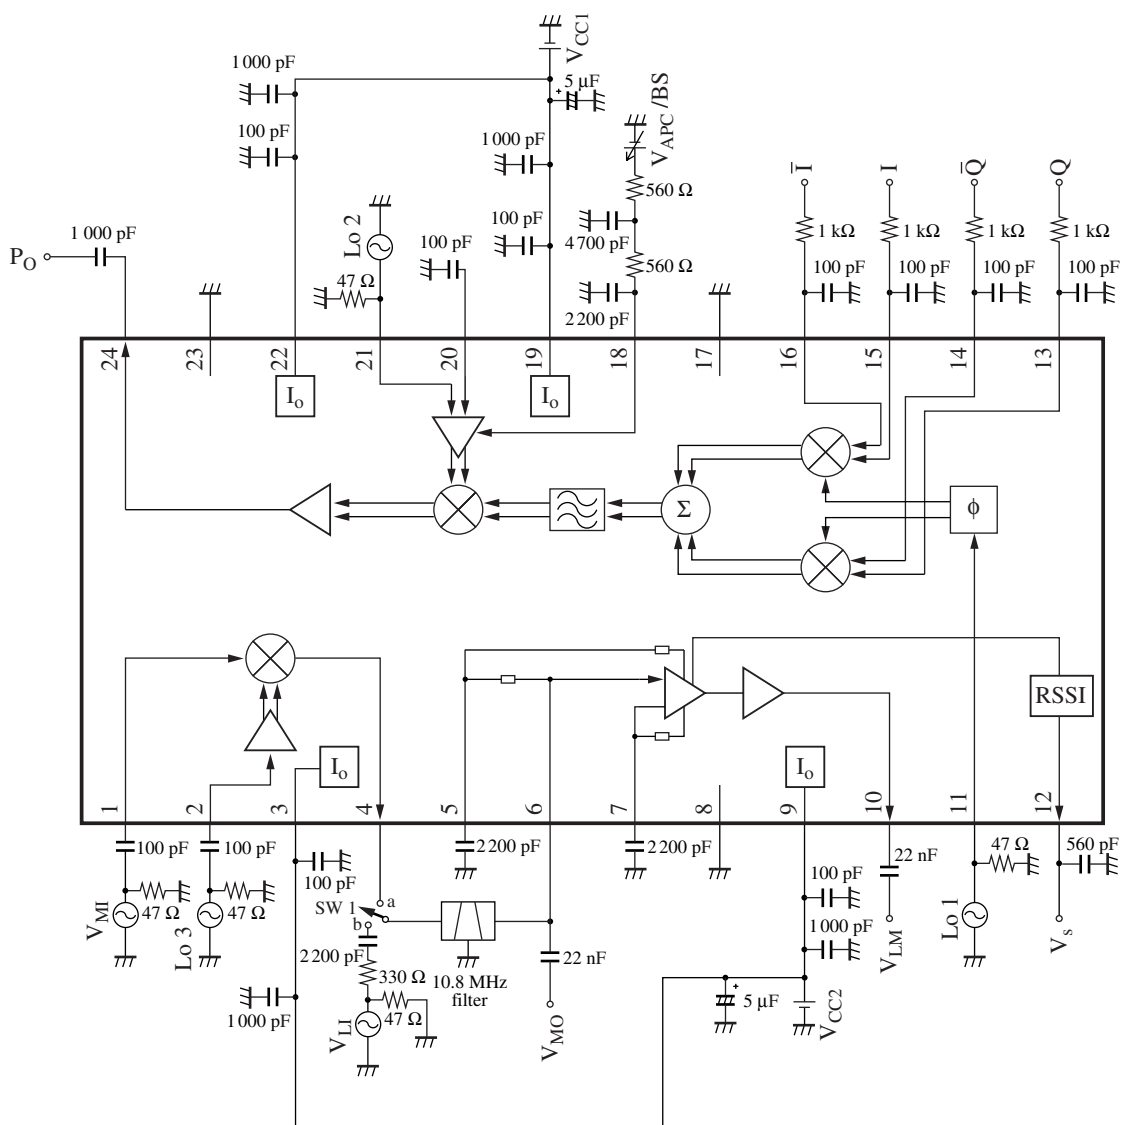 V_CC1
1 000 pF
5 µF
+
V_APC /BS
100 pF
1 000 pF
560 Ω
I̅
I
Q̅
Q
1 000 pF
Lo 2
100 pF
100 pF
4 700 pF
1 kΩ
1 kΩ
1 kΩ
1 kΩ
P_O
47 Ω
560 Ω
100 pF
100 pF
100 pF
100 pF
2 200 pF
24
23
22
21
20
19
18
17
16
15
14
13
I_o
I_o
Σ
ϕ
RSSI
I_o
I_o
1
2
3
4
5
6
7
8
9
10
11
12
100 pF
100 pF
2 200 pF
2 200 pF
22 nF
47 Ω
560 pF
100 pF
100 pF
SW 1
a
b
V_MI
47 Ω
Lo 3
47 Ω
1 000 pF
V_LM
Lo 1
V_s
2 200 pF
22 nF
330 Ω
10.8 MHz
filter
1 000 pF
47 Ω
V_LI
V_MO
+
5 µF
V_CC2